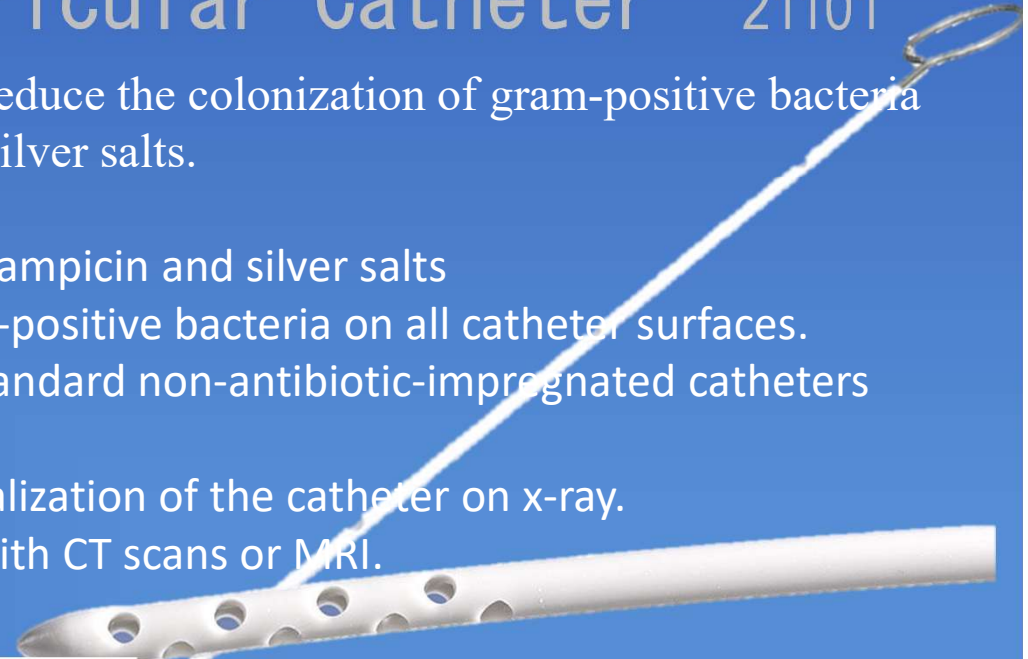 icular Catheter 21101
educe the colonization of gram-positive bacteria
ilver salts.
ampicin and silver salts
-positive bacteria on all catheter surfaces.
andard non-antibiotic-impregnated catheters
alization of the catheter on x-ray.
ith CT scans or MRI.